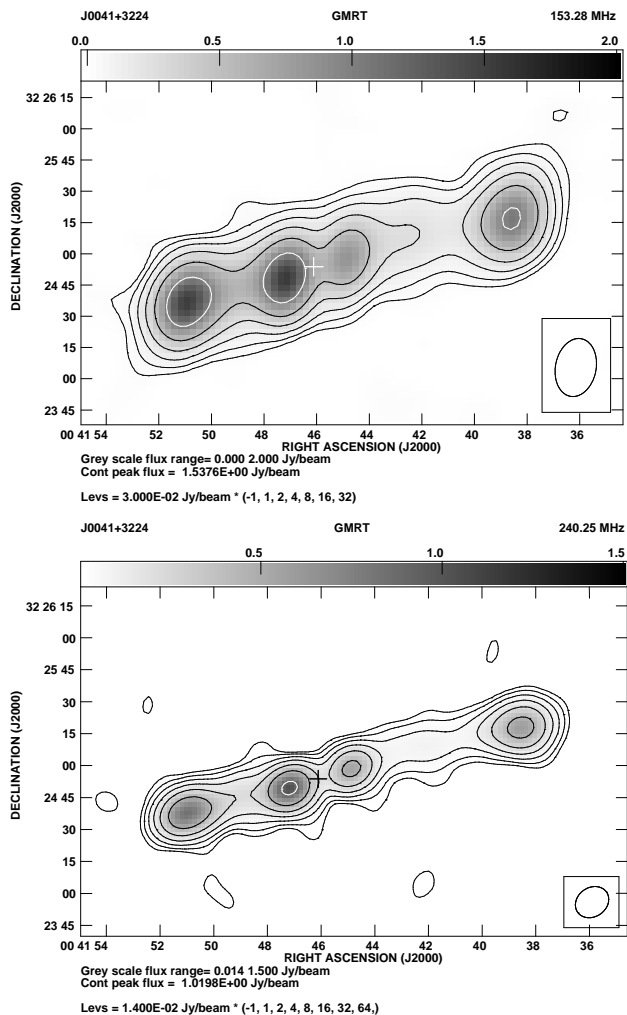 J0041+3224 GMRT 153.28 MHz
0.0 0.5 1.0 1.5 2.0
32 26 15
00
25 45
30
15
00
24 45
30
15
00
23 45
DECLINATION (J2000)
00 41 54 52 50 48 46 44 42 40 38 36
RIGHT ASCENSION (J2000)
Grey scale flux range= 0.000 2.000 Jy/beam
Cont peak flux = 1.5376E+00 Jy/beam
Levs = 3.000E-02 Jy/beam * (-1, 1, 2, 4, 8, 16, 32)
J0041+3224 GMRT 240.25 MHz
0.5 1.0 1.5
32 26 15
00
25 45
30
15
00
24 45
30
15
00
23 45
DECLINATION (J2000)
00 41 54 52 50 48 46 44 42 40 38 36
RIGHT ASCENSION (J2000)
Grey scale flux range= 0.014 1.500 Jy/beam
Cont peak flux = 1.0198E+00 Jy/beam
Levs = 1.400E-02 Jy/beam * (-1, 1, 2, 4, 8, 16, 32, 64,)